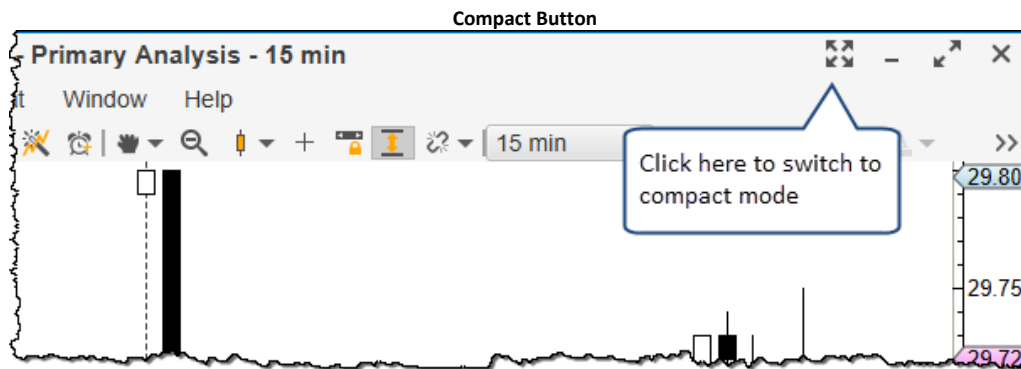 Compact Button
- Primary Analysis - 15 min
Window Help
15 min
Click here to switch to
compact mode
29.80
29.75
29.72